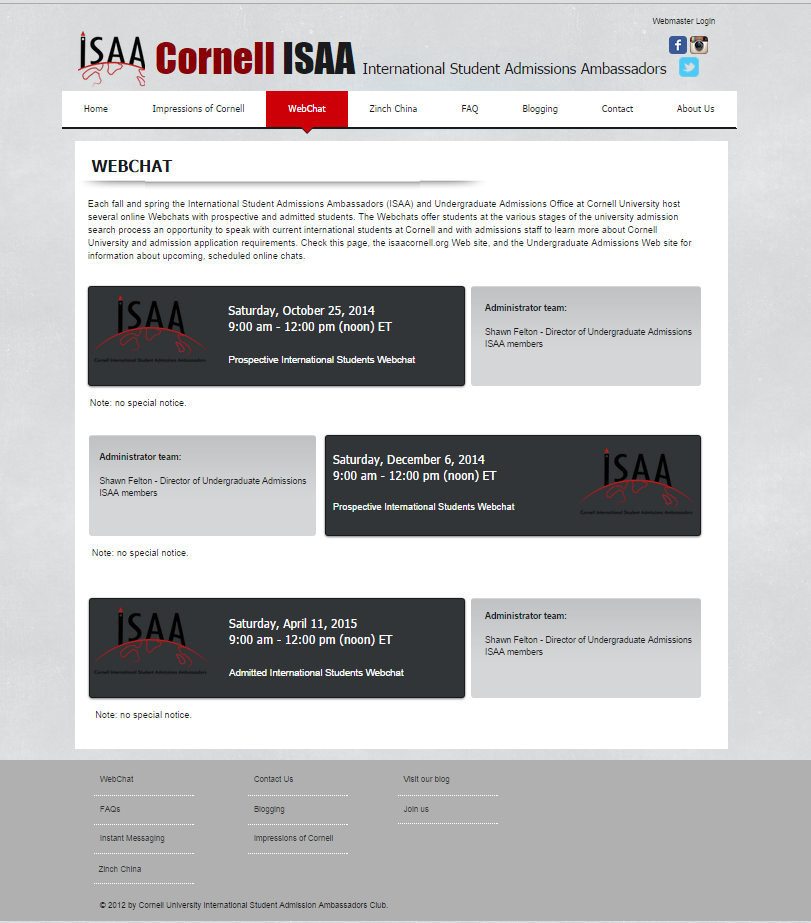 Webmaster Login
ISAA
Cornell ISAA International Student Admissions Ambassadors
Home Impressions of Cornell WebChat Zinch China FAQ Blogging Contact About Us
WEBCHAT
Each fall and spring the International Student Admissions Ambassadors (ISAA) and Undergraduate Admissions Office at Cornell University host
several online Webchats with prospective and admitted students. The Webchats offer students at the various stages of the university admission
search process an opportunity to speak with current international students at Cornell and with admissions staff to learn more about Cornell
University and admission application requirements. Check this page, the isaacornell.org Web site, and the Undergraduate Admissions Web site for
information about upcoming, scheduled online chats.
ISAA
Cornell International Student Admissions Ambassadors
Saturday, October 25, 2014
9:00 am - 12:00 pm (noon) ET
Prospective International Students Webchat
Administrator team:
Shawn Felton - Director of Undergraduate Admissions
ISAA members
Note: no special notice.
Administrator team:
Shawn Felton - Director of Undergraduate Admissions
ISAA members
Saturday, December 6, 2014
9:00 am - 12:00 pm (noon) ET
Prospective International Students Webchat
ISAA
Cornell International Student Admissions Ambassadors
Note: no special notice.
ISAA
Cornell International Student Admissions Ambassadors
Saturday, April 11, 2015
9:00 am - 12:00 pm (noon) ET
Admitted International Students Webchat
Administrator team:
Shawn Felton - Director of Undergraduate Admissions
ISAA members
Note: no special notice.
WebChat Contact Us Visit our blog
FAQs Blogging Join us
Instant Messaging Impressions of Cornell
Zinch China
© 2012 by Cornell University International Student Admission Ambassadors Club.